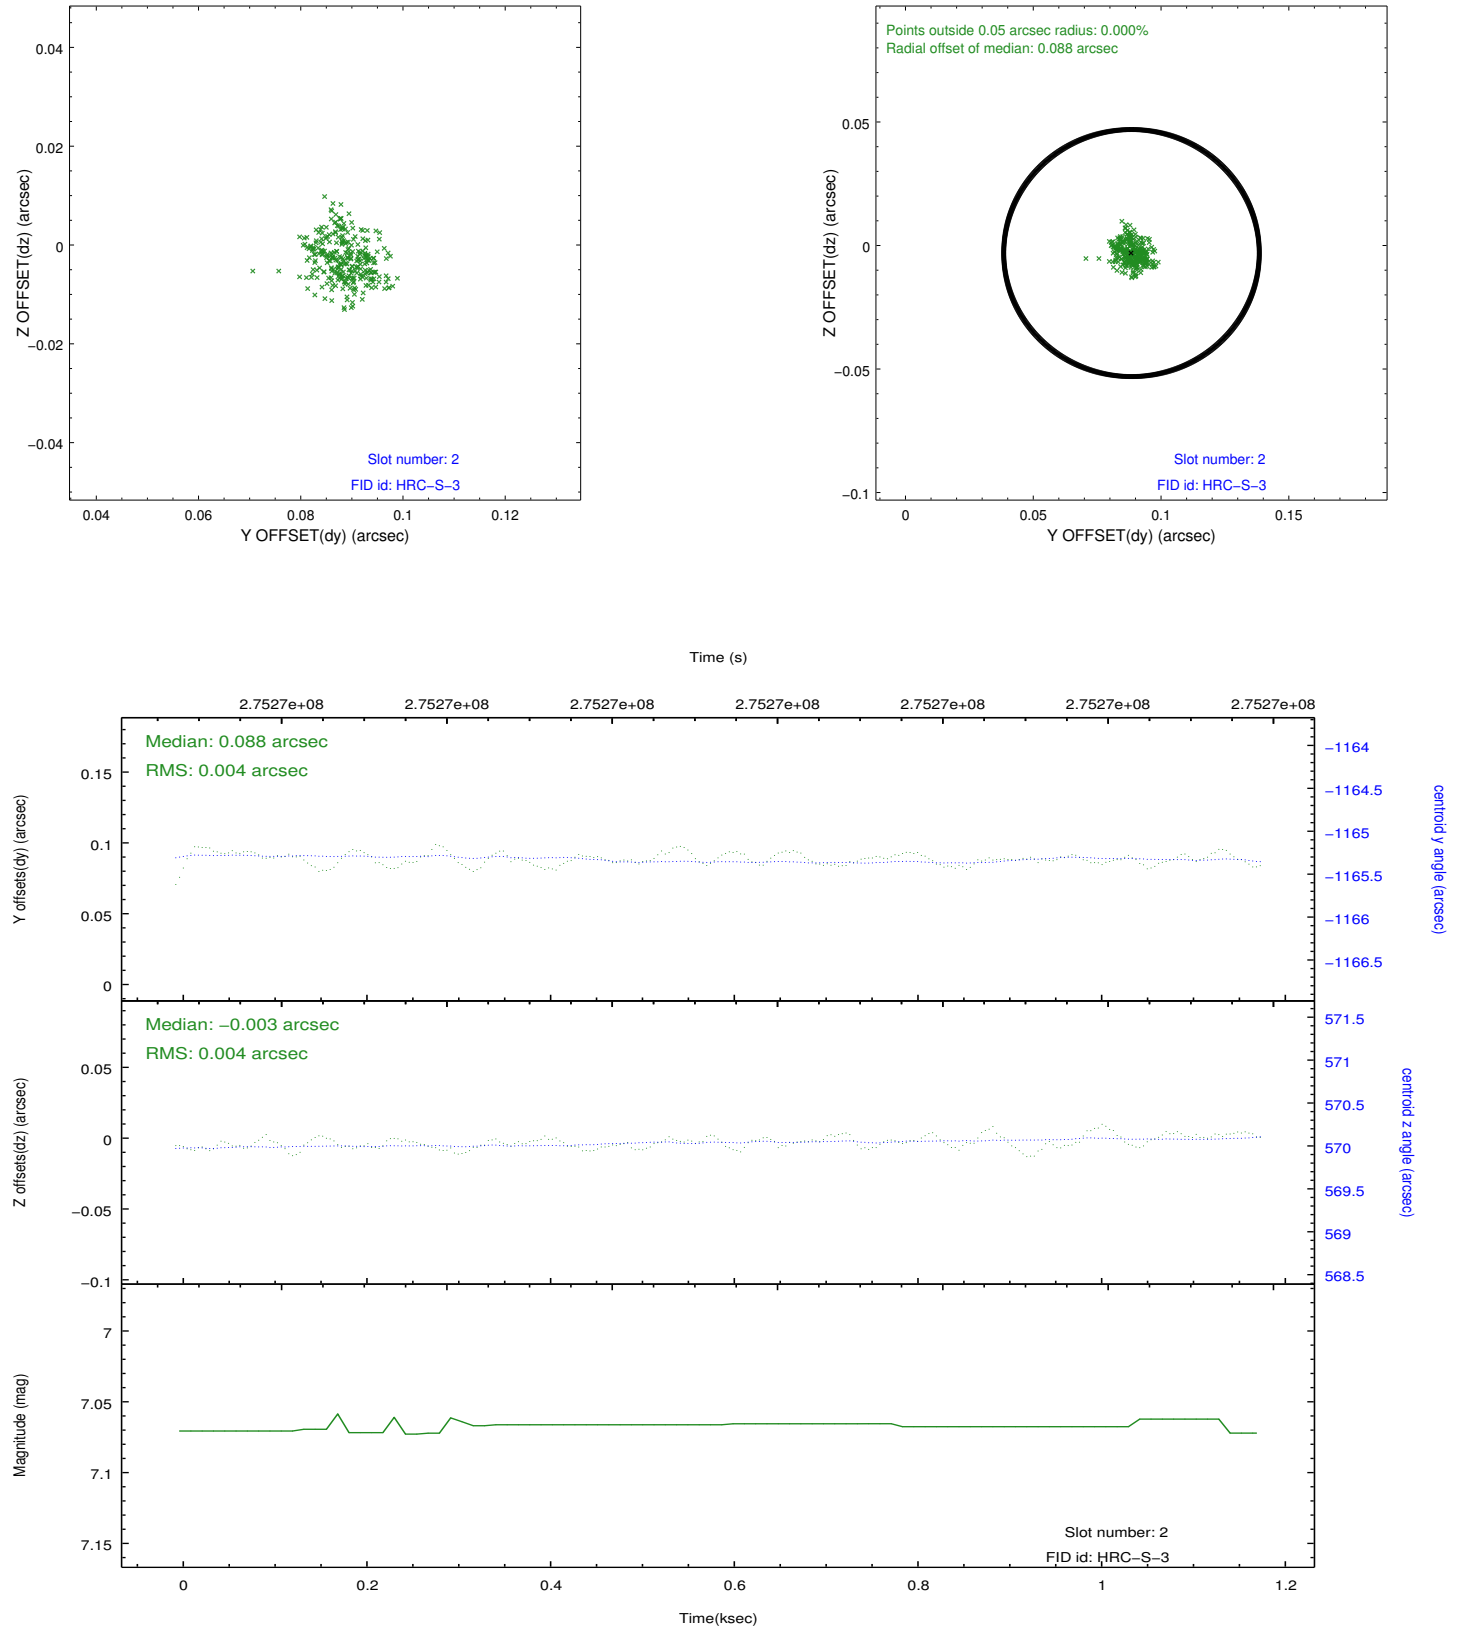 0.04
0.02
0
−0.02
−0.04
Z OFFSET(dz) (arcsec)
Slot number: 2
FID id: HRC−S−3
0.04 0.06 0.08 0.1 0.12
Y OFFSET(dy) (arcsec)
Points outside 0.05 arcsec radius: 0.000%
Radial offset of median: 0.088 arcsec
0.05
0
−0.05
−0.1
Z OFFSET(dz) (arcsec)
Slot number: 2
FID id: HRC−S−3
0 0.05 0.1 0.15
Y OFFSET(dy) (arcsec)
Time (s)
2.7527e+08 2.7527e+08 2.7527e+08 2.7527e+08 2.7527e+08 2.7527e+08 2.7527e+08
Median: 0.088 arcsec
RMS: 0.004 arcsec
0.15
0.1
0.05
0
Y offsets(dy) (arcsec)
−1164
−1164.5
−1165
−1165.5
−1166
−1166.5
centroid y angle (arcsec)
Median: −0.003 arcsec
RMS: 0.004 arcsec
0.05
0
−0.05
−0.1
Z offsets(dz) (arcsec)
571.5
571
570.5
570
569.5
569
568.5
centroid z angle (arcsec)
7
7.05
7.1
7.15
Magnitude (mag)
Slot number: 2
FID id: HRC−S−3
0 0.2 0.4 0.6 0.8 1 1.2
Time(ksec)